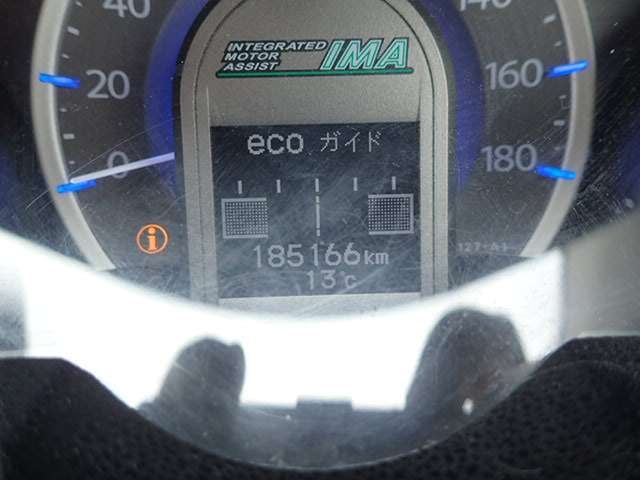 40
140
INTEGRATED
MOTOR
ASSIST
IMA
20
160
eco ガイド
0
180
185166km
127-A1
13℃